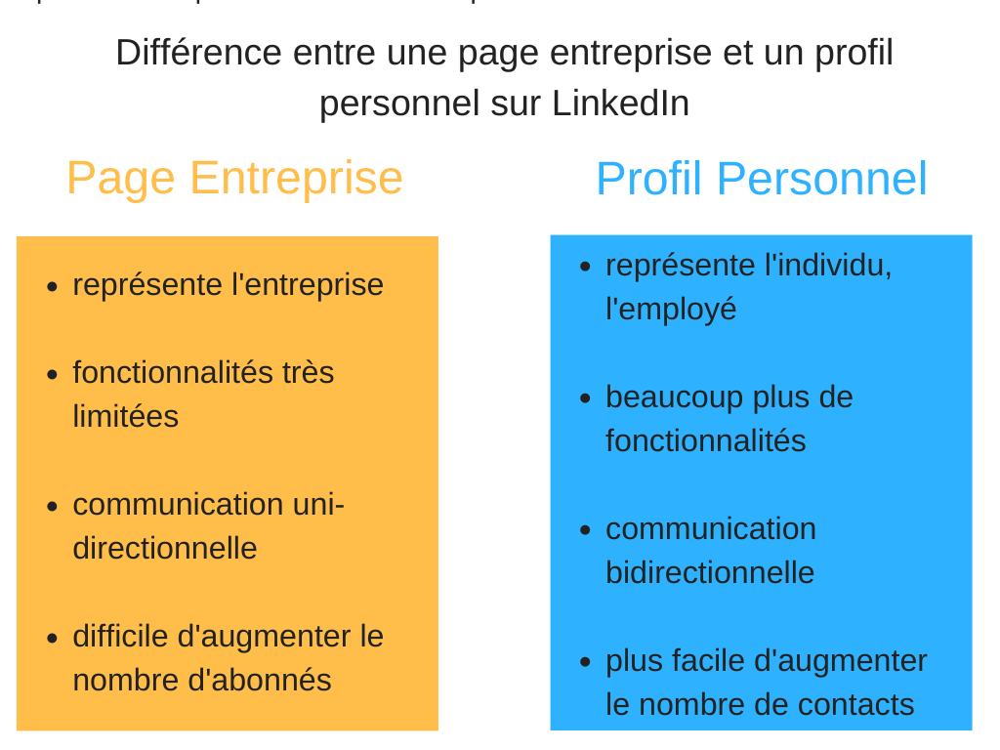 Différence entre une page entreprise et un profil
personnel sur LinkedIn
Page Entreprise
• représente l'entreprise
• fonctionnalités très
limitées
• communication uni-
directionnelle
• difficile d'augmenter le
nombre d'abonnés
Profil Personnel
• représente l'individu,
l'employé
• beaucoup plus de
fonctionnalités
• communication
bidirectionnelle
• plus facile d'augmenter
le nombre de contacts